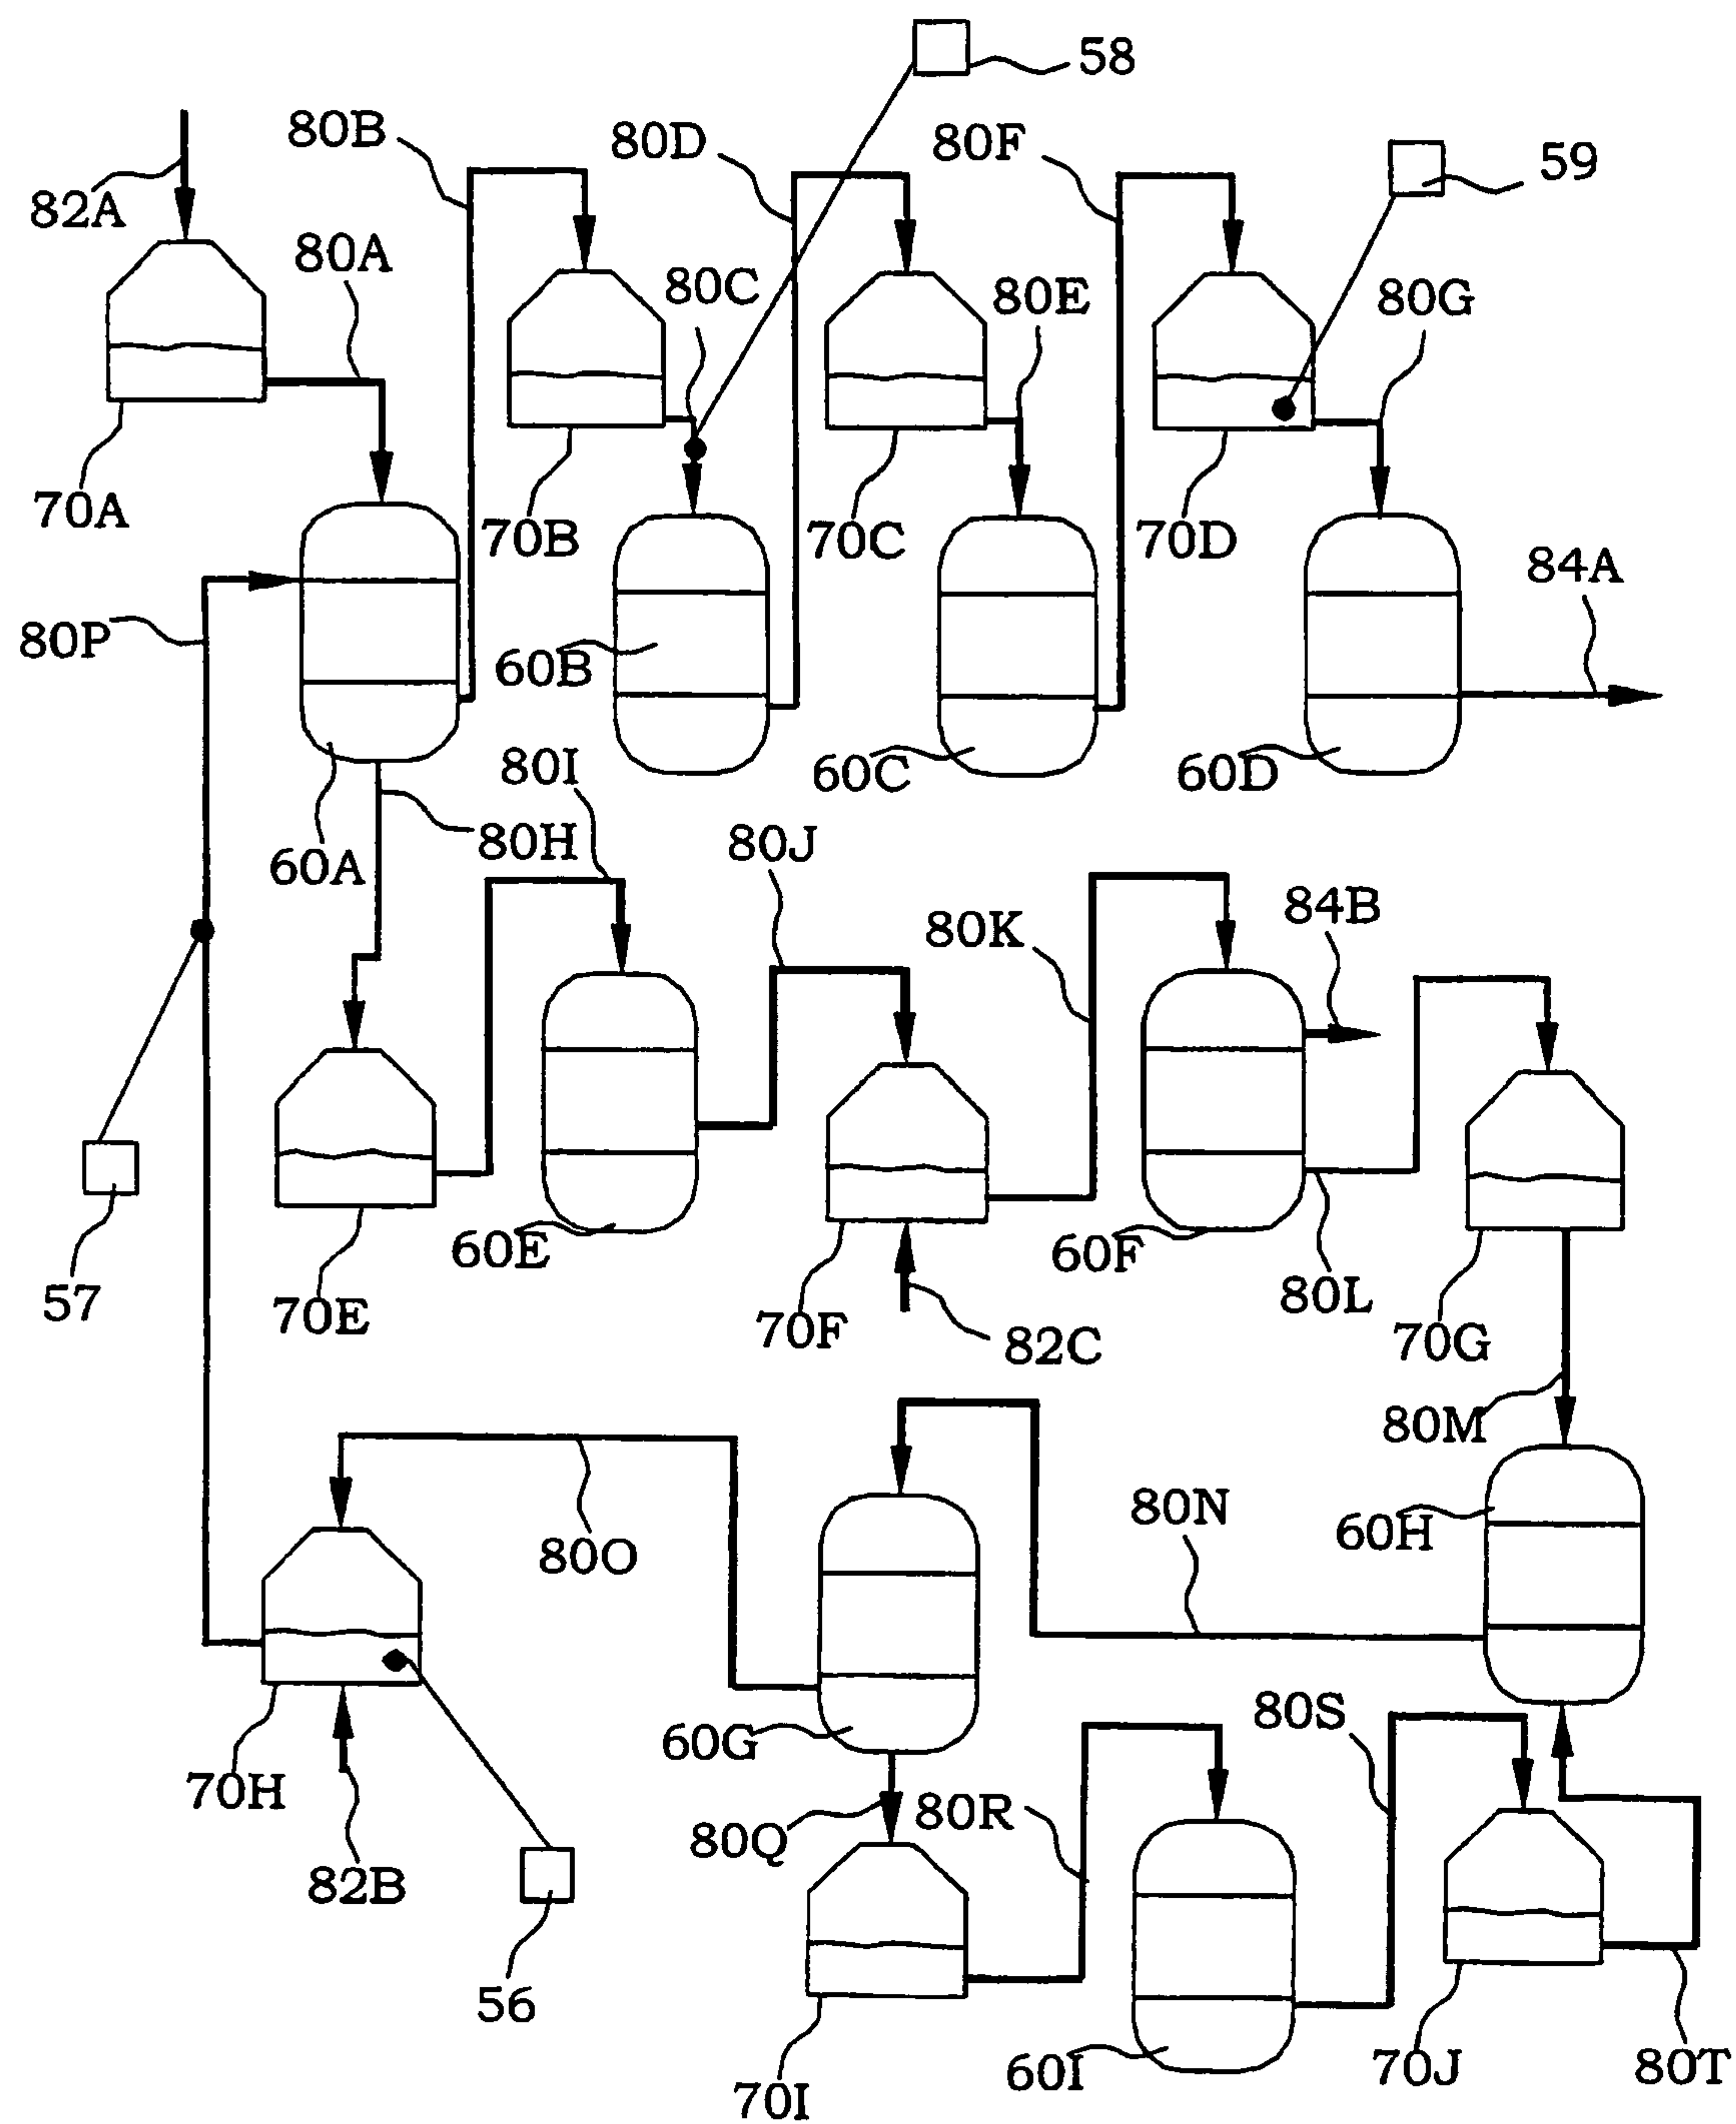 58
80B
80D
80F
59
82A
80A
80C
80E
80G
70A
70B
70C
70D
84A
80P
60B
60C
60D
80I
80H
80J
60A
84B
80K
60E
60F
57
70E
70F
82C
80L
70G
80M
80N
60H
80O
80S
60G
70H
80R
80Q
82B
56
70I
60I
70J
80T